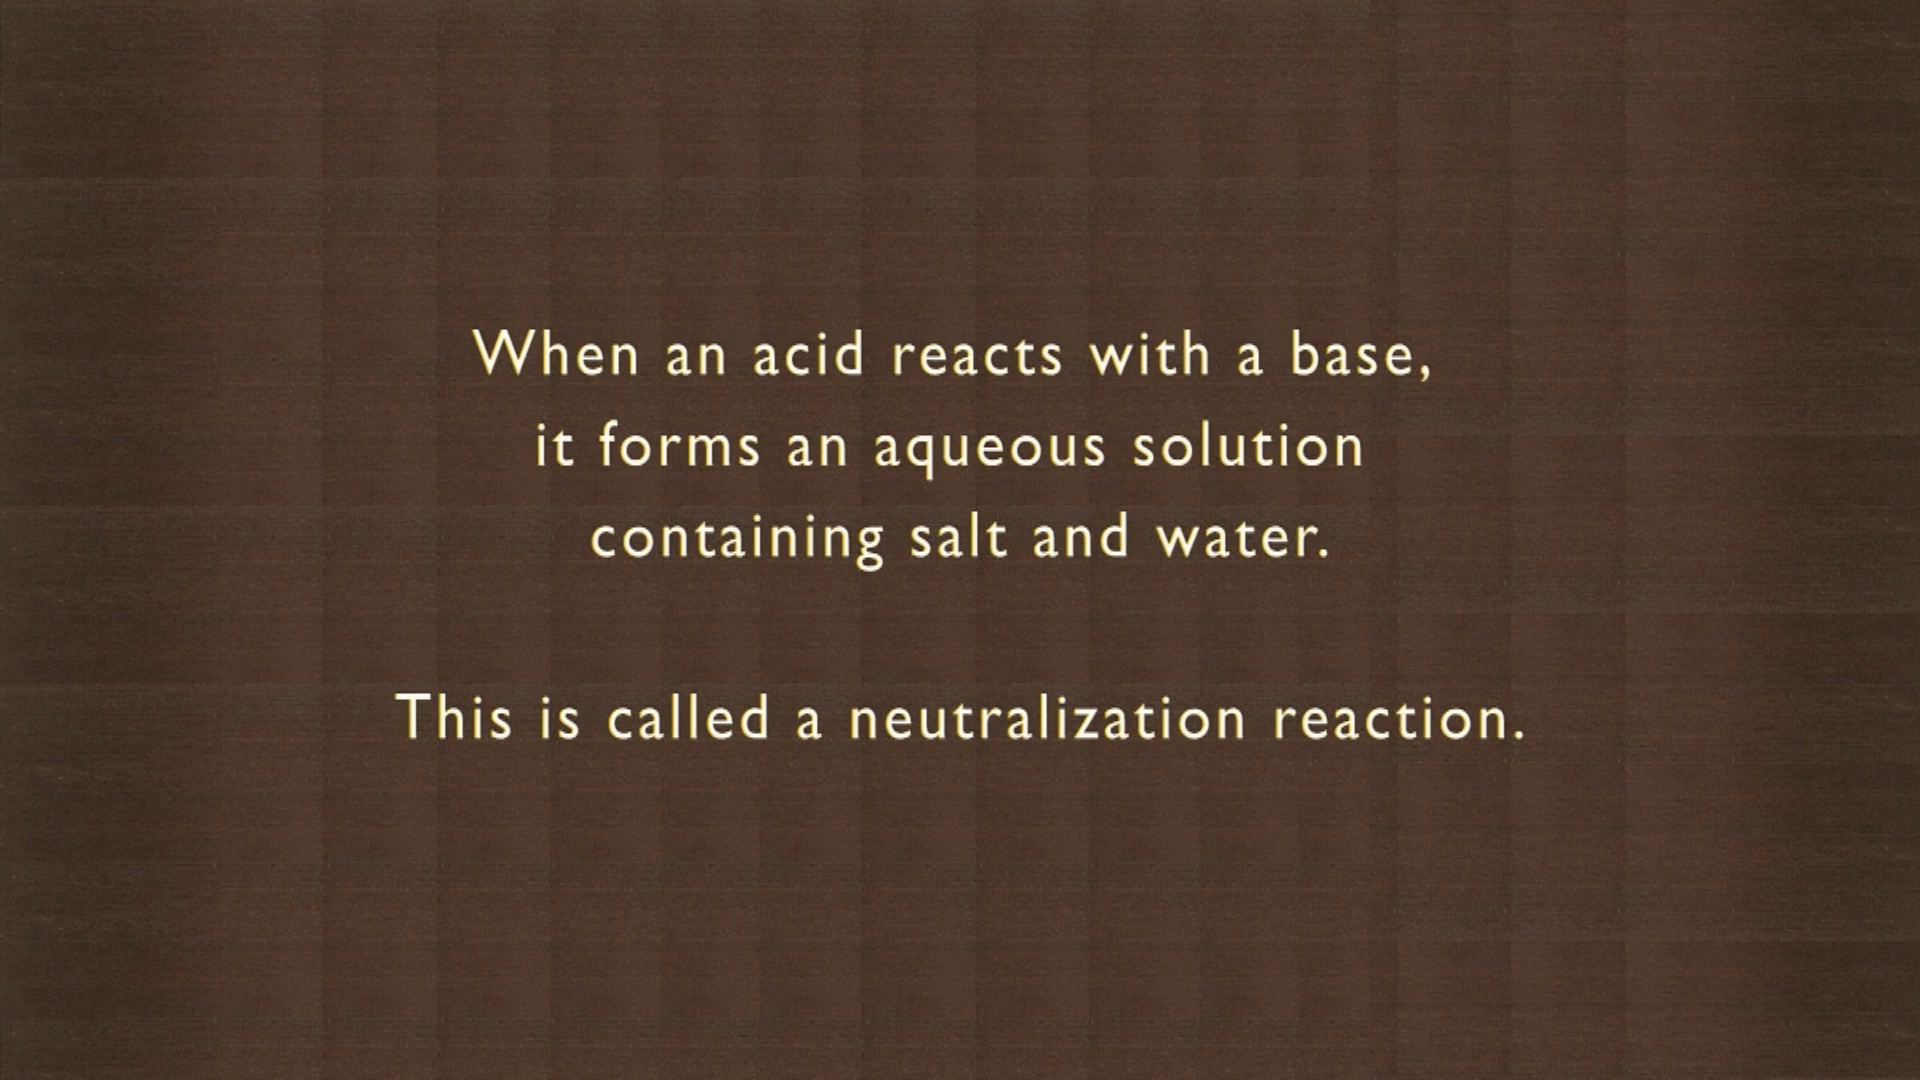 When an acid reacts with a base,
it forms an aqueous solution
containing salt and water.
This is called a neutralization reaction.